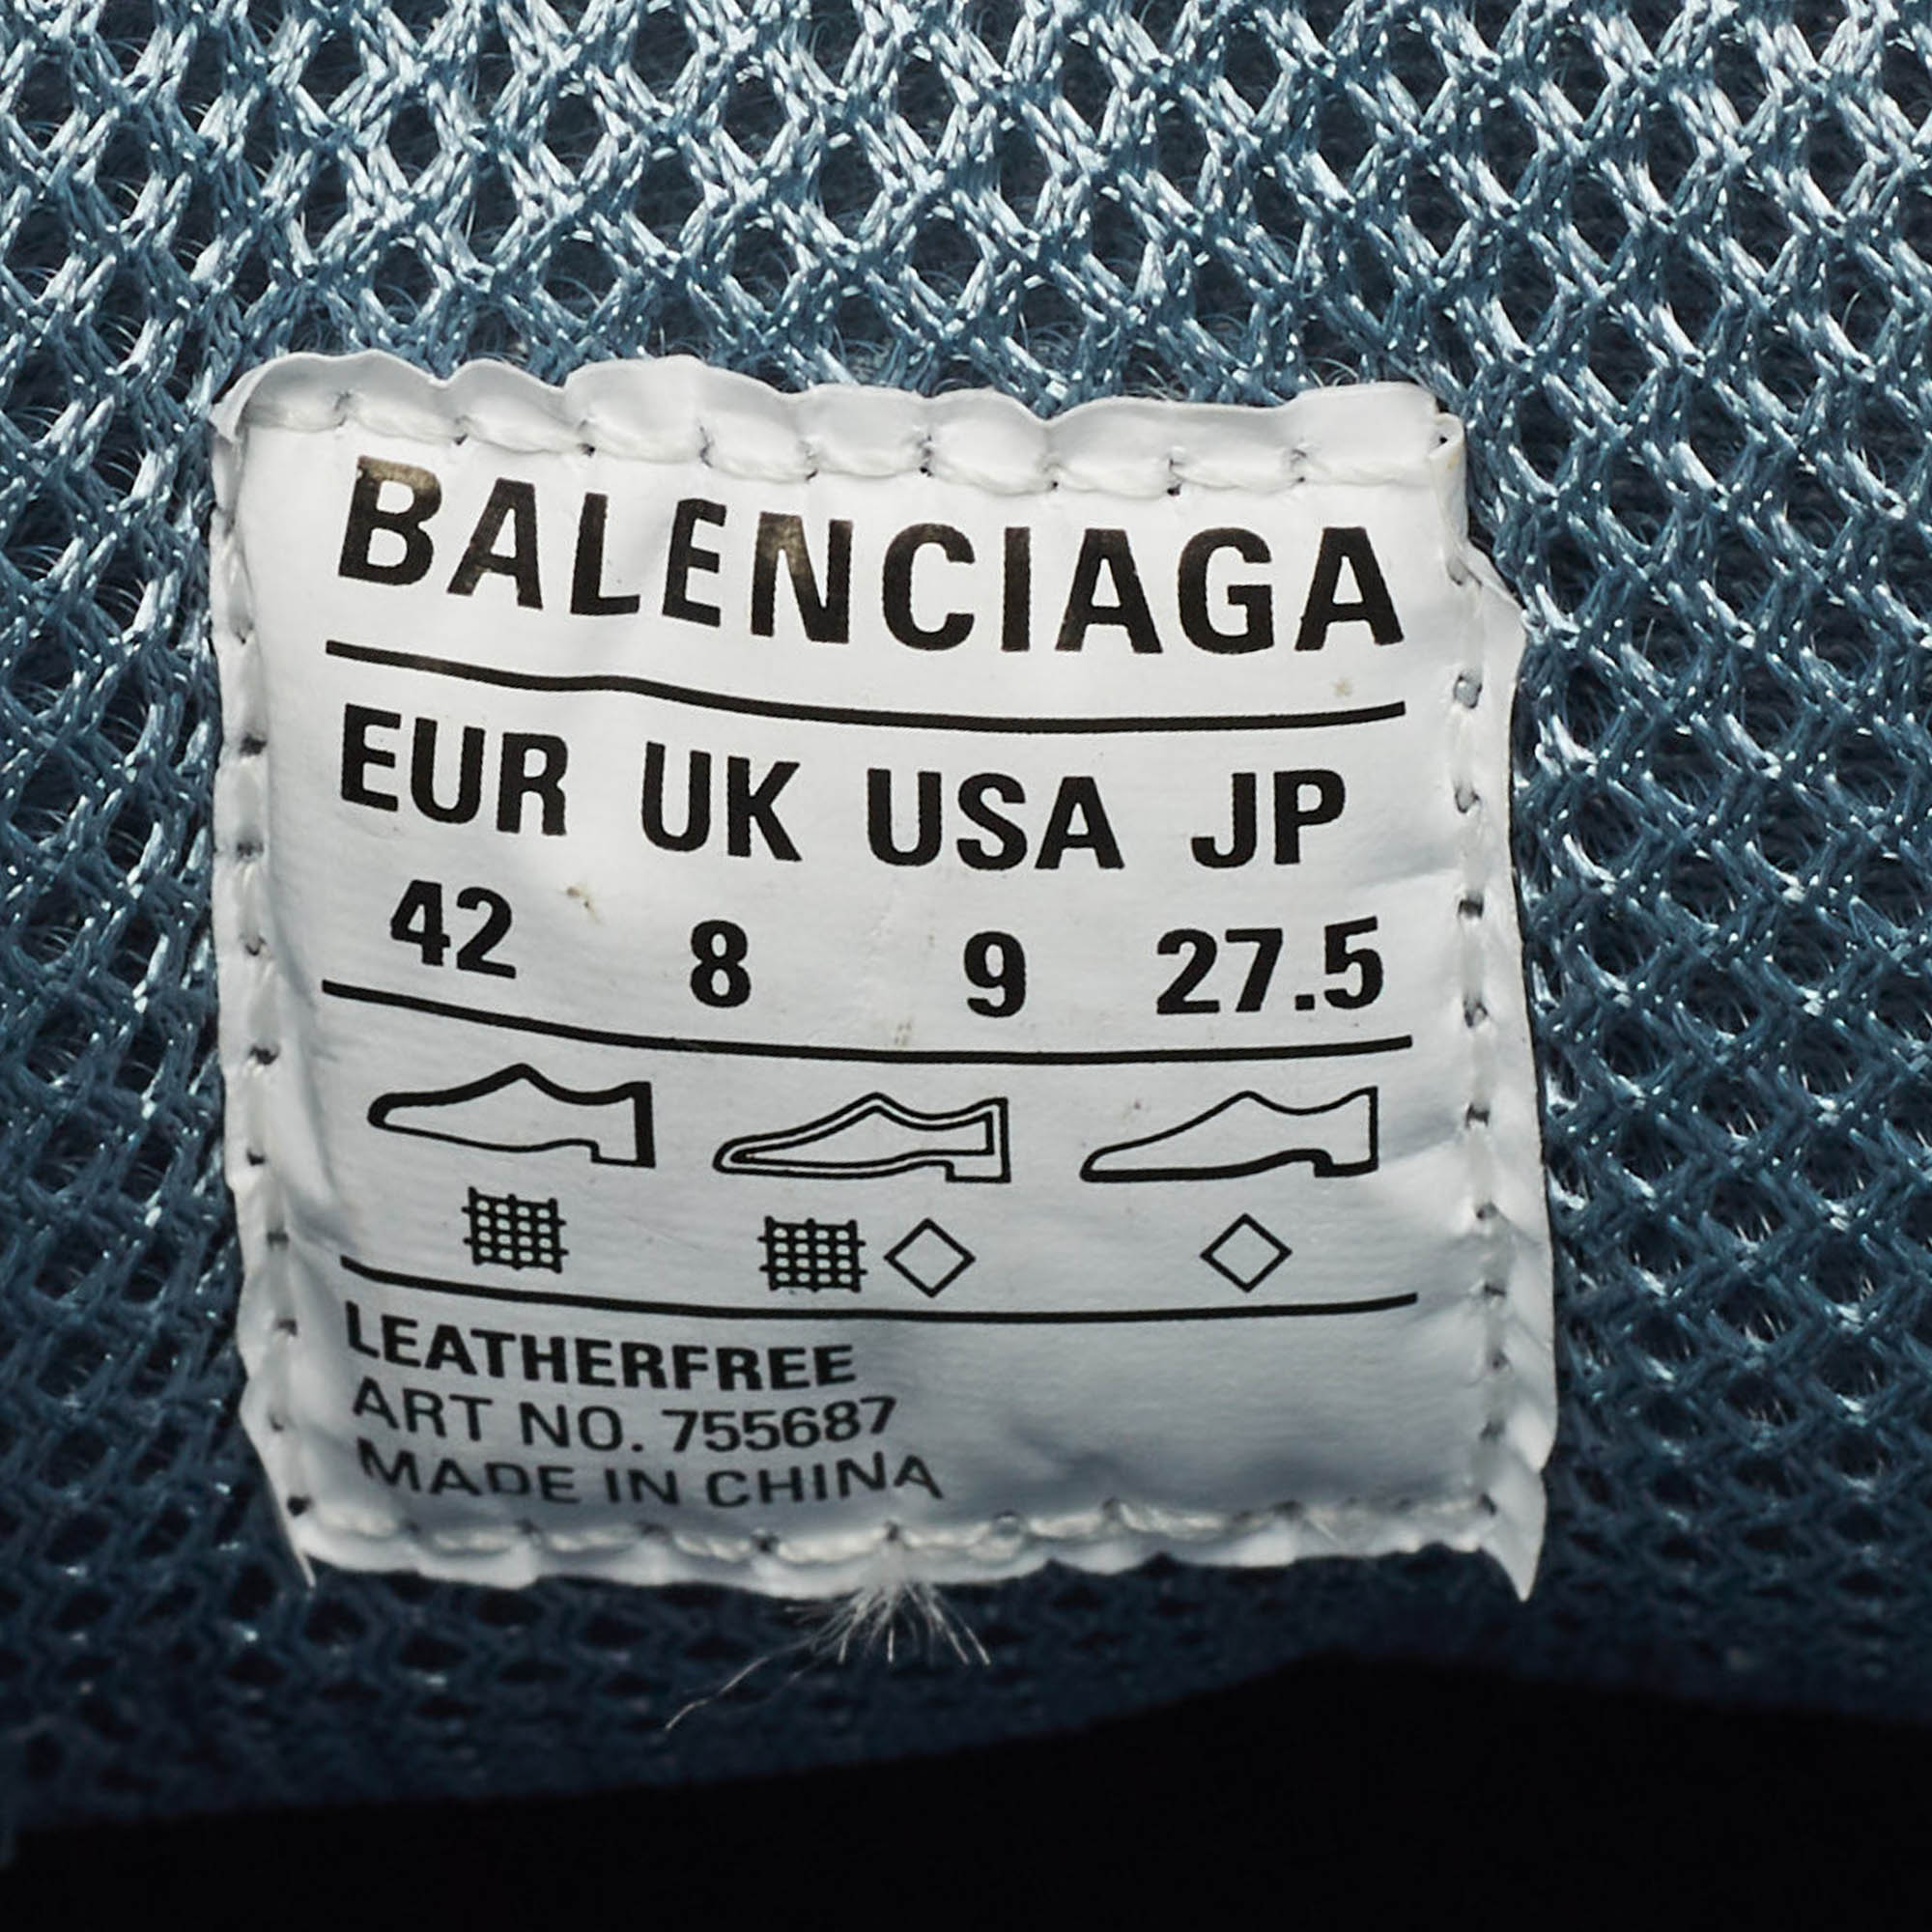 BALENCIAGA
EUR UK USA JP
42 8 9 27.5
LEATHERFREE
ART NO. 755687
MADE IN CHINA